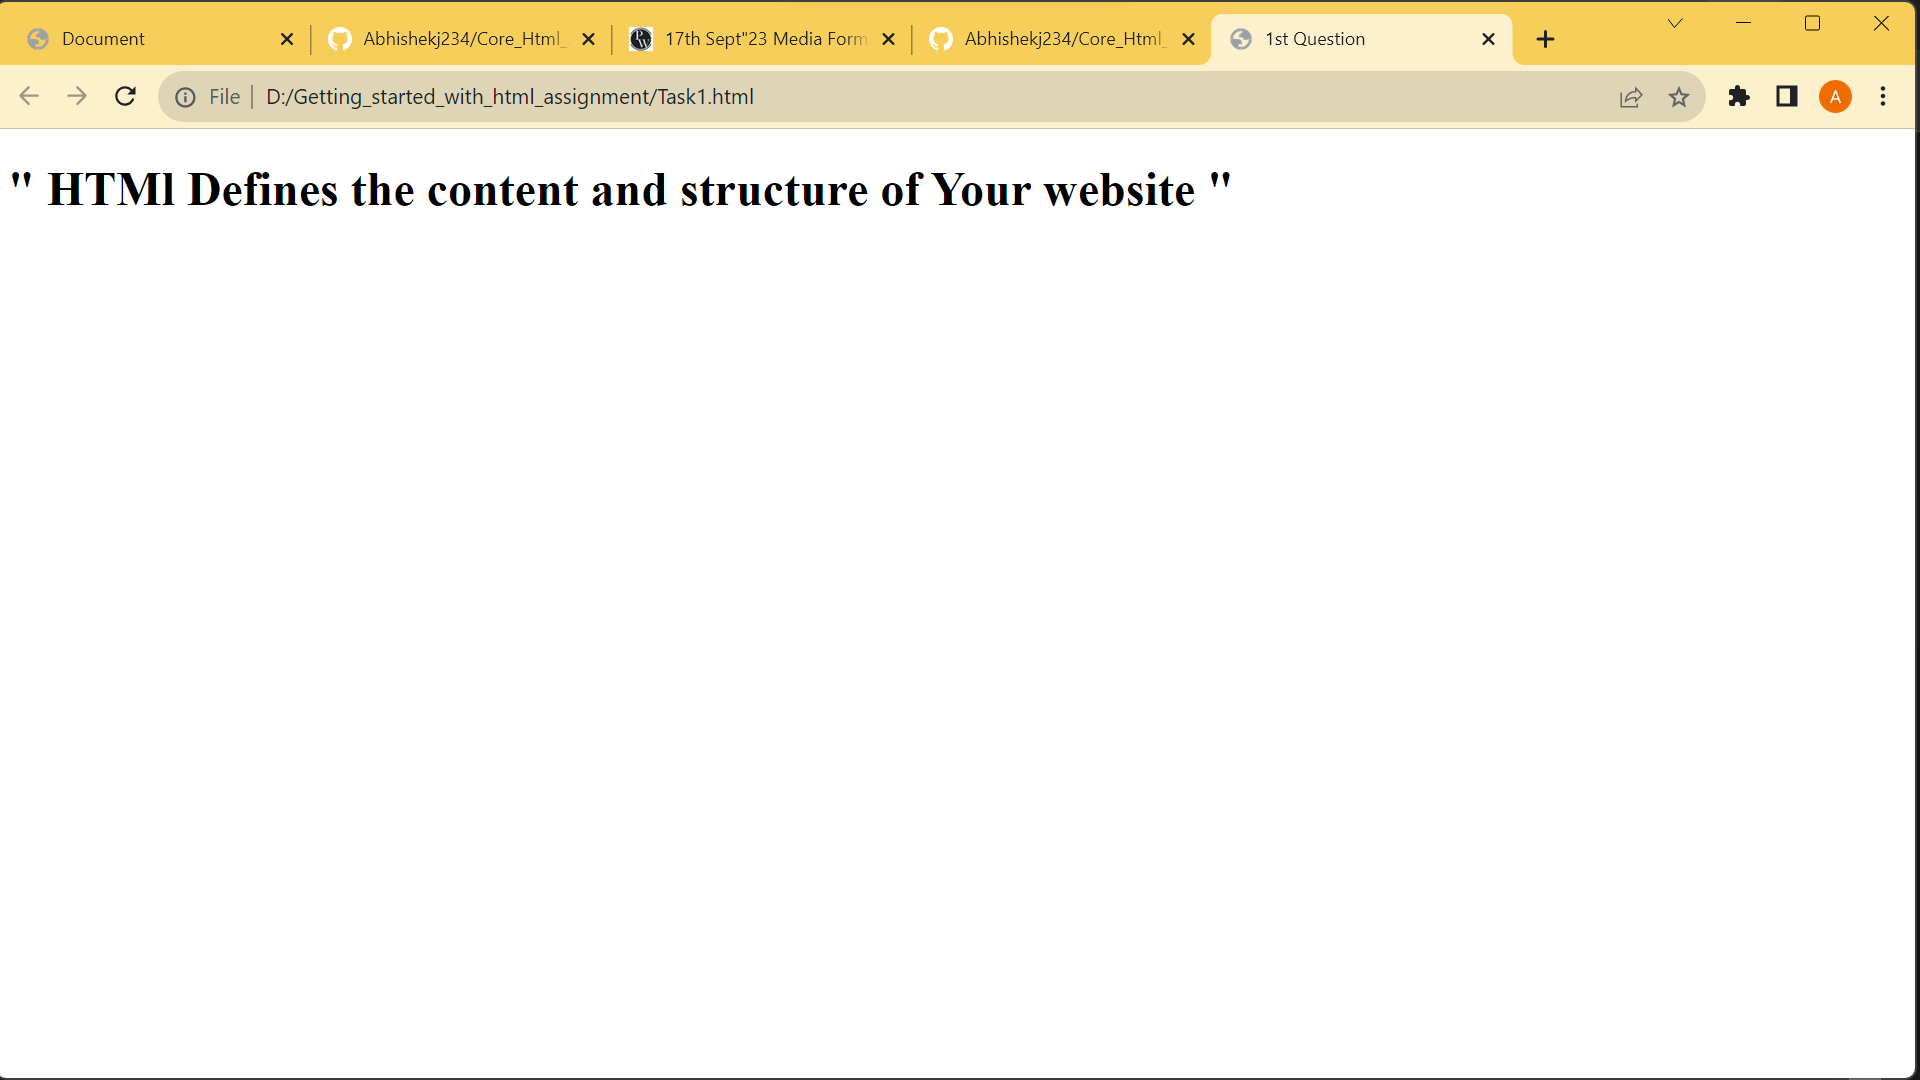 Document
Abhishekj234/Core_Html_
17th Sept"23 Media Form
Abhishekj234/Core_Html_
1st Question
File
D:/Getting_started_with_html_assignment/Task1.html
A
" HTMl Defines the content and structure of Your website "